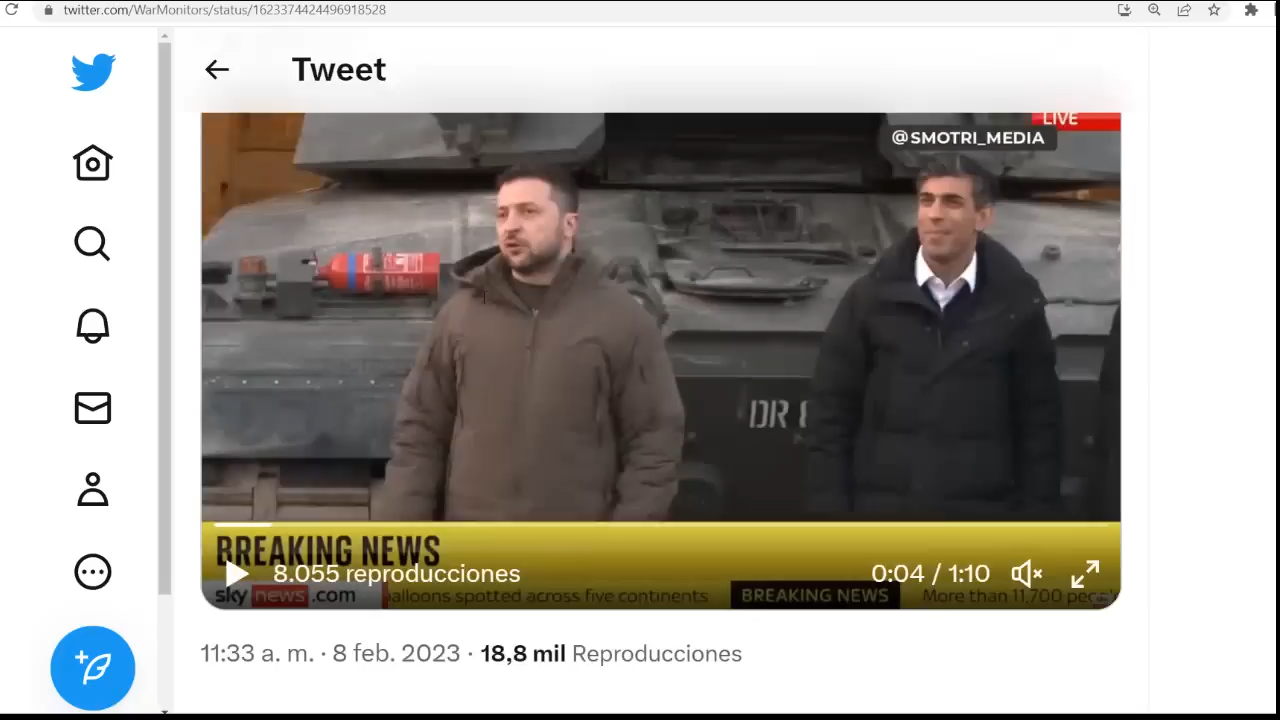 twitter.com/WarMonitors/status/1623374424496918528
Tweet
LIVE
@SMOTRI_MEDIA
DR
BREAKING NEWS
8.055 reproducciones
0:04 / 1:10
sky news.com
balloons spotted across five continents
BREAKING NEWS
More than 11,700 people
11:33 a. m. · 8 feb. 2023 · 18,8 mil Reproducciones